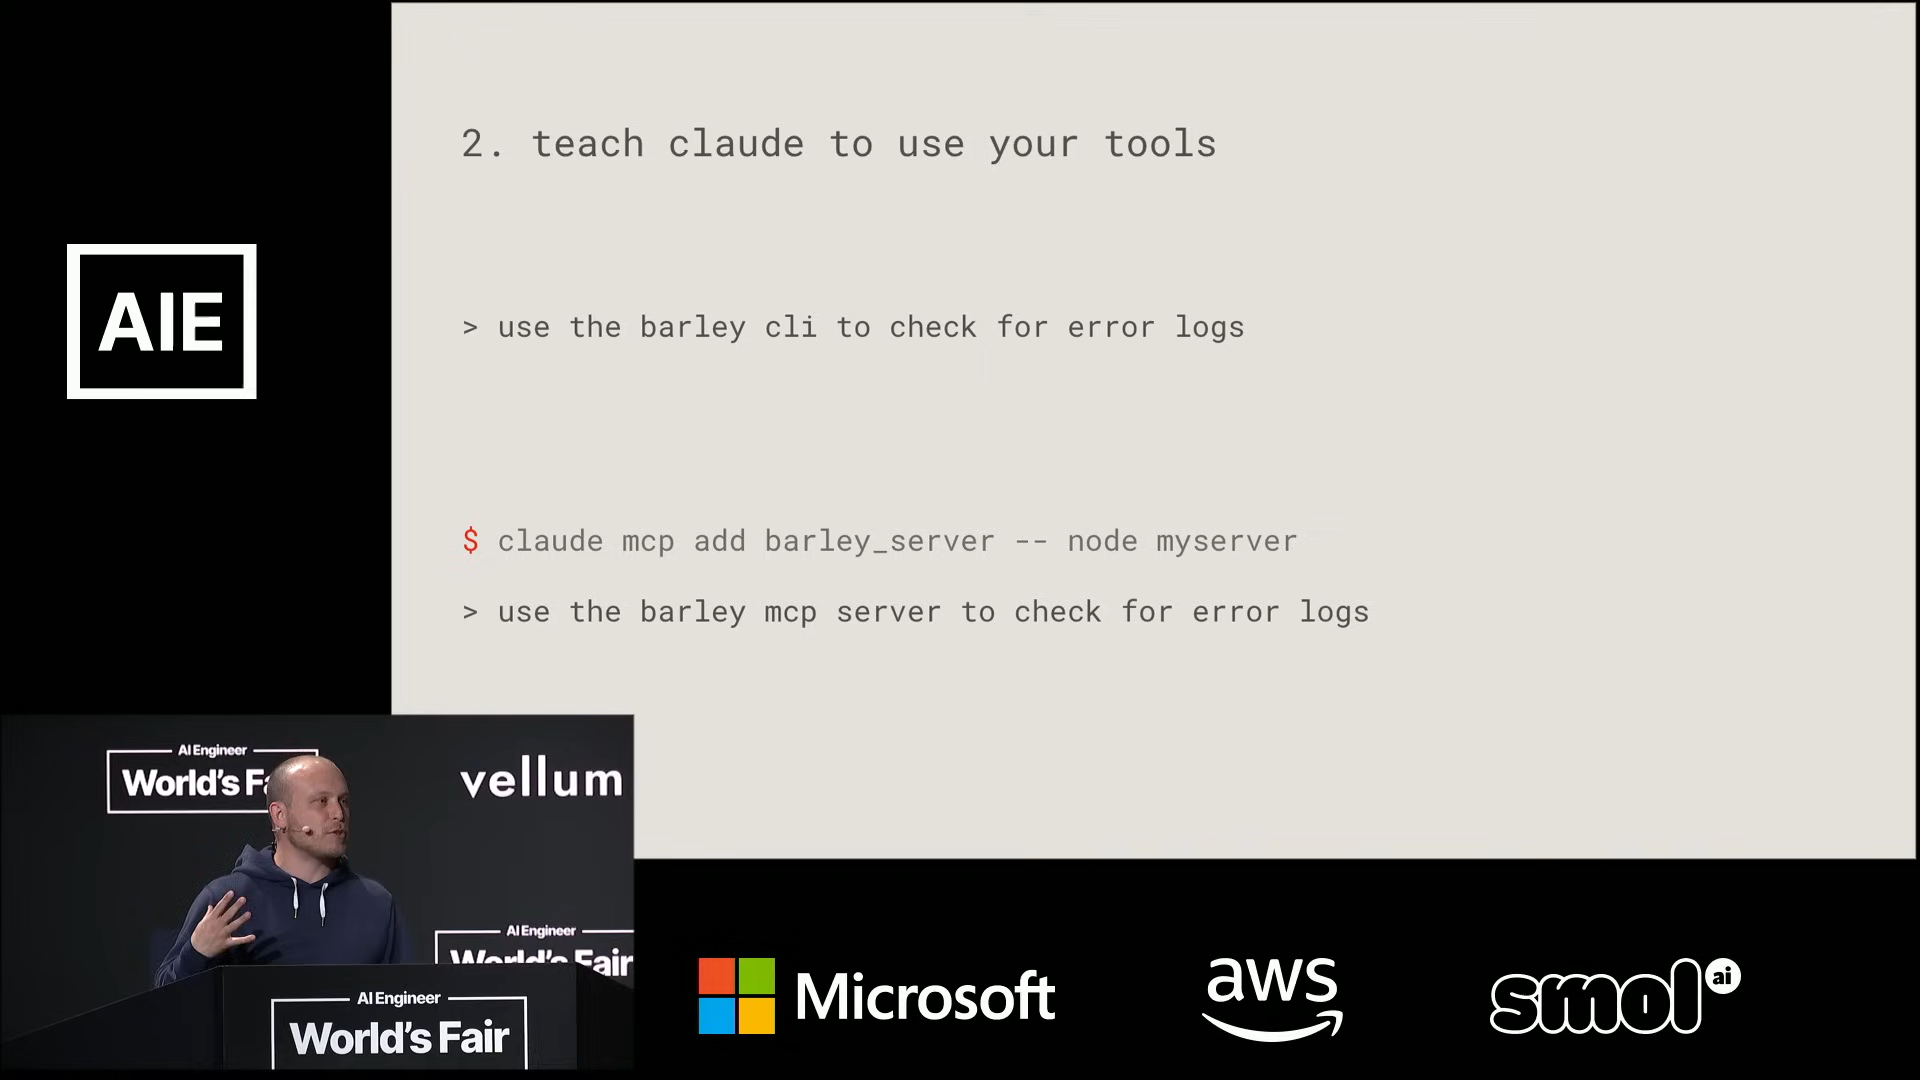 2. teach claude to use your tools
AIE
> use the barley cli to check for error logs
$ claude mcp add barley_server -- node myserver
> use the barley mcp server to check for error logs
AI Engineer
World's Fa
vellum
AI Engineer
World's Fair
AI Engineer
World's Fair
Microsoft
aws
smol ai